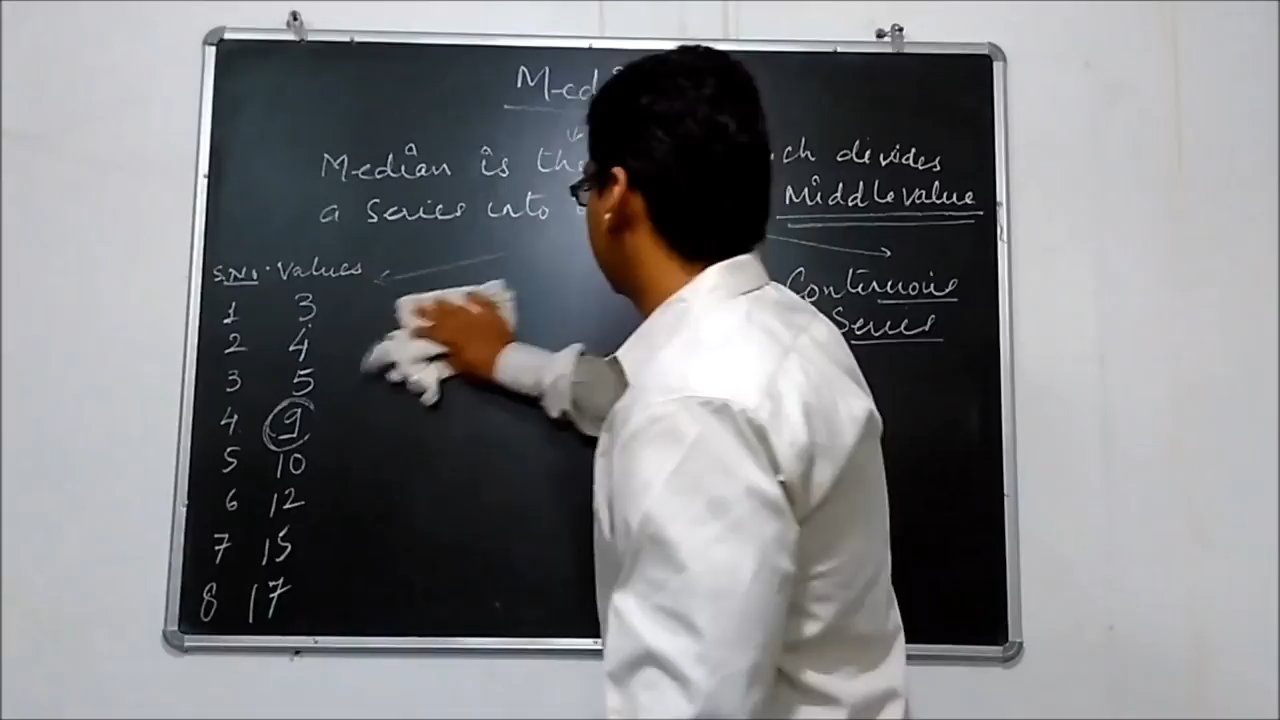 Median is the
ch divides
a Series into
Middle value
S.No. Values
1 3
2 4
3 5
4 9
5 10
6 12
7 15
8 17
Continuous
Series